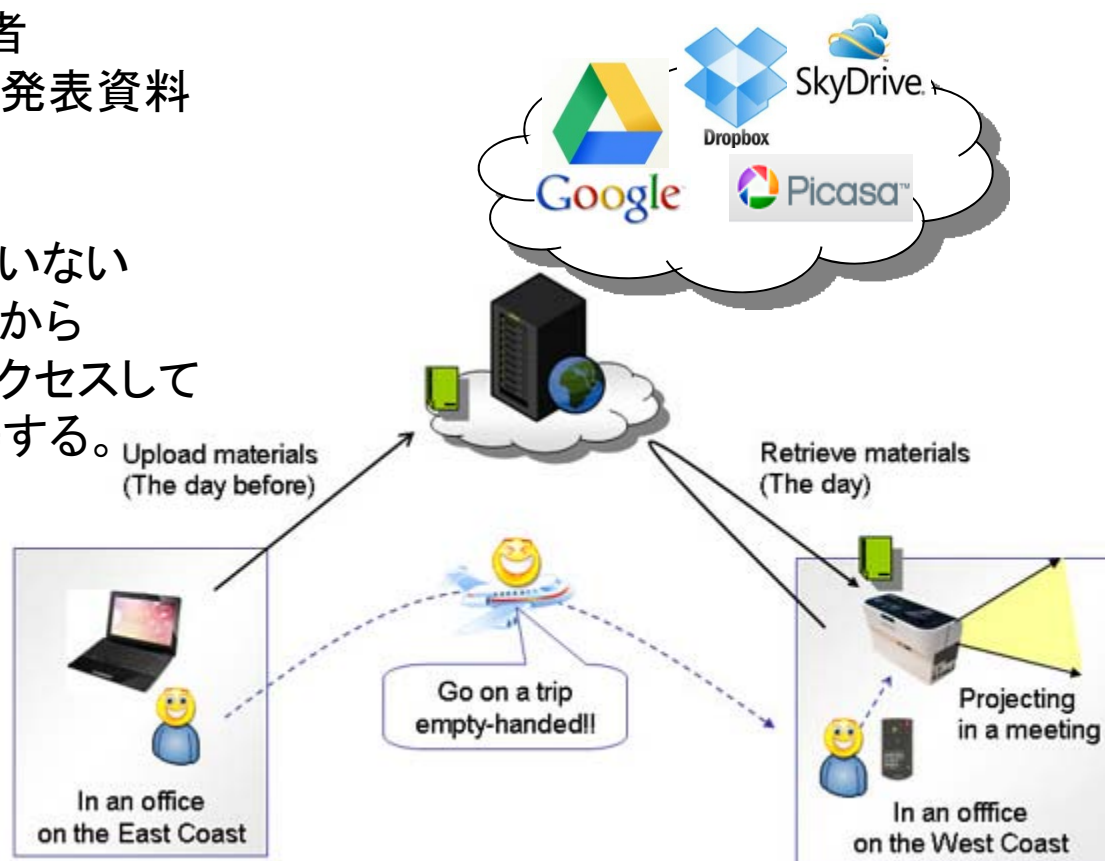 者
発表資料
いない
から
クセスして
する。
Google
Dropbox
SkyDrive
Picasa™
Upload materials
(The day before)
Retrieve materials
(The day)
Go on a trip
empty-handed!!
Projecting
in a meeting
In an office
on the East Coast
In an offfice
on the West Coast